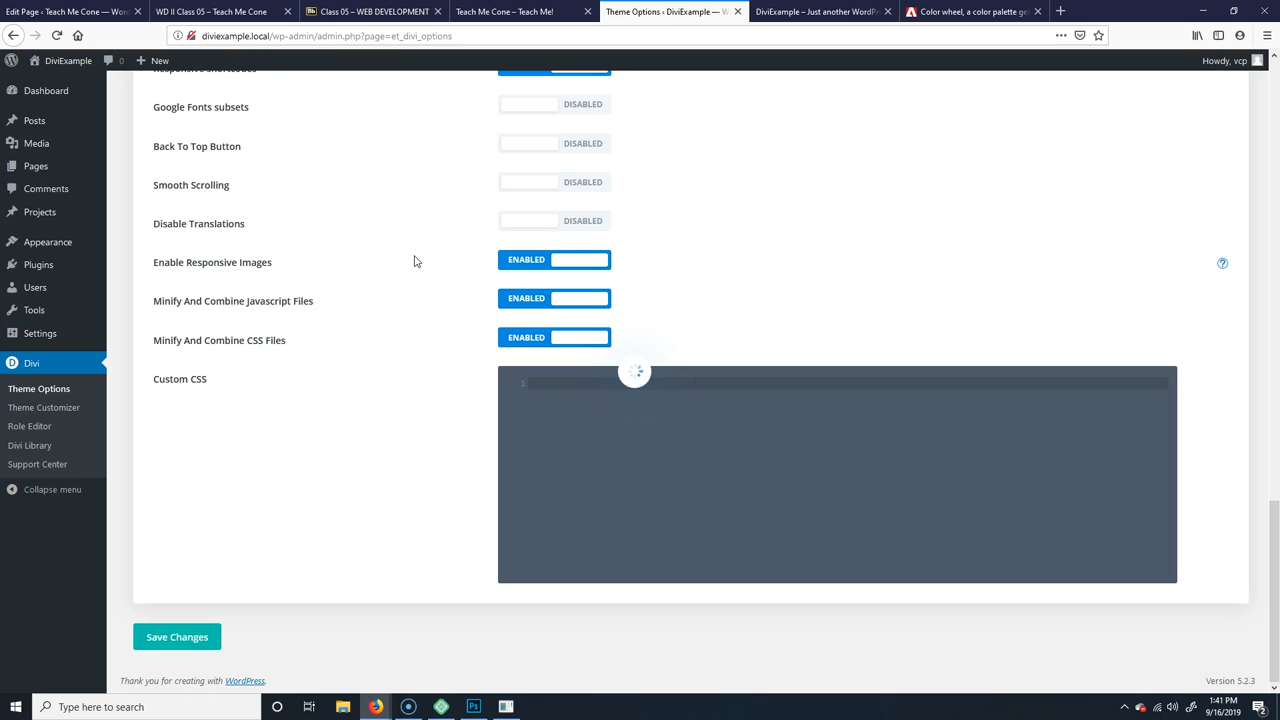 Edit Page ‹ Teach Me Cone — W
WD II Class 05 – Teach Me Cone
Class 05 – WEB DEVELOPMENT
Teach Me Cone – Teach Me!
Theme Options ‹ DiviExample — W
DiviExample – Just another WordPr
Color wheel, a color palette ge
diviexample.local/wp-admin/admin.php?page=et_divi_options
DiviExample
0
New
Howdy, vcp
Dashboard
Posts
Media
Pages
Comments
Projects
Appearance
Plugins
Users
Tools
Settings
Divi
Theme Options
Theme Customizer
Role Editor
Divi Library
Support Center
Collapse menu
Responsive Shortcodes
Google Fonts subsets
DISABLED
Back To Top Button
DISABLED
Smooth Scrolling
DISABLED
Disable Translations
DISABLED
Enable Responsive Images
ENABLED
Minify And Combine Javascript Files
ENABLED
Minify And Combine CSS Files
ENABLED
Custom CSS
1
Save Changes
Thank you for creating with WordPress.
Version 5.2.3
Type here to search
Ps
1:41 PM
9/16/2019
2